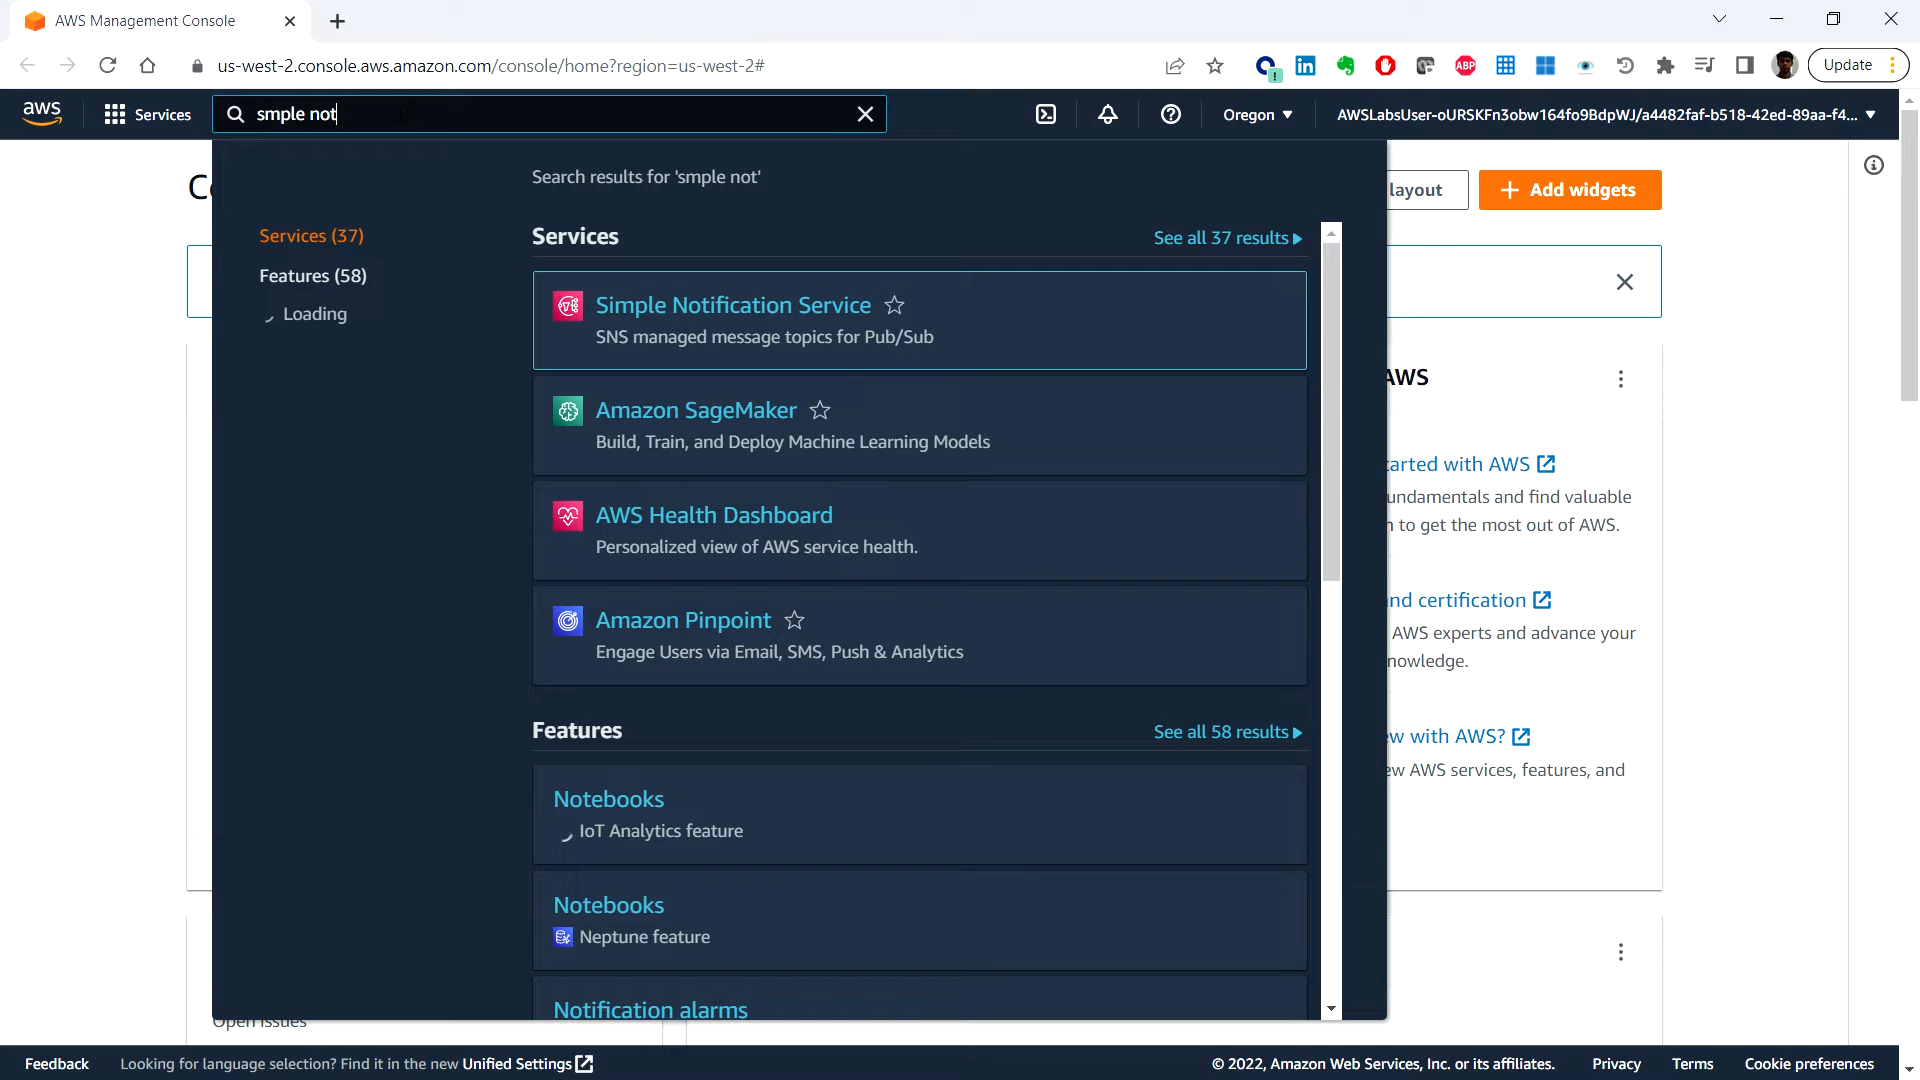 AWS Management Console
us-west-2.console.aws.amazon.com/console/home?region=us-west-2#
ABP
Update
aws
Services
smple not
Oregon
AWSLabsUser-oURSKFn3obw164fo9BdpWJ/a4482faf-b518-42ed-89aa-f4...
Search results for 'smple not'
layout
Add widgets
Services (37)
Features (58)
Loading
Services
See all 37 results
Simple Notification Service
SNS managed message topics for Pub/Sub
Amazon SageMaker
Build, Train, and Deploy Machine Learning Models
AWS Health Dashboard
Personalized view of AWS service health.
Amazon Pinpoint
Engage Users via Email, SMS, Push & Analytics
Features
See all 58 results
Notebooks
IoT Analytics feature
Notebooks
Neptune feature
Notification alarms
AWS
arted with AWS
undamentals and find valuable
n to get the most out of AWS.
nd certification
AWS experts and advance your
nowledge.
ew with AWS?
ew AWS services, features, and
Open issues
Feedback
Looking for language selection? Find it in the new Unified Settings
© 2022, Amazon Web Services, Inc. or its affiliates.
Privacy
Terms
Cookie preferences